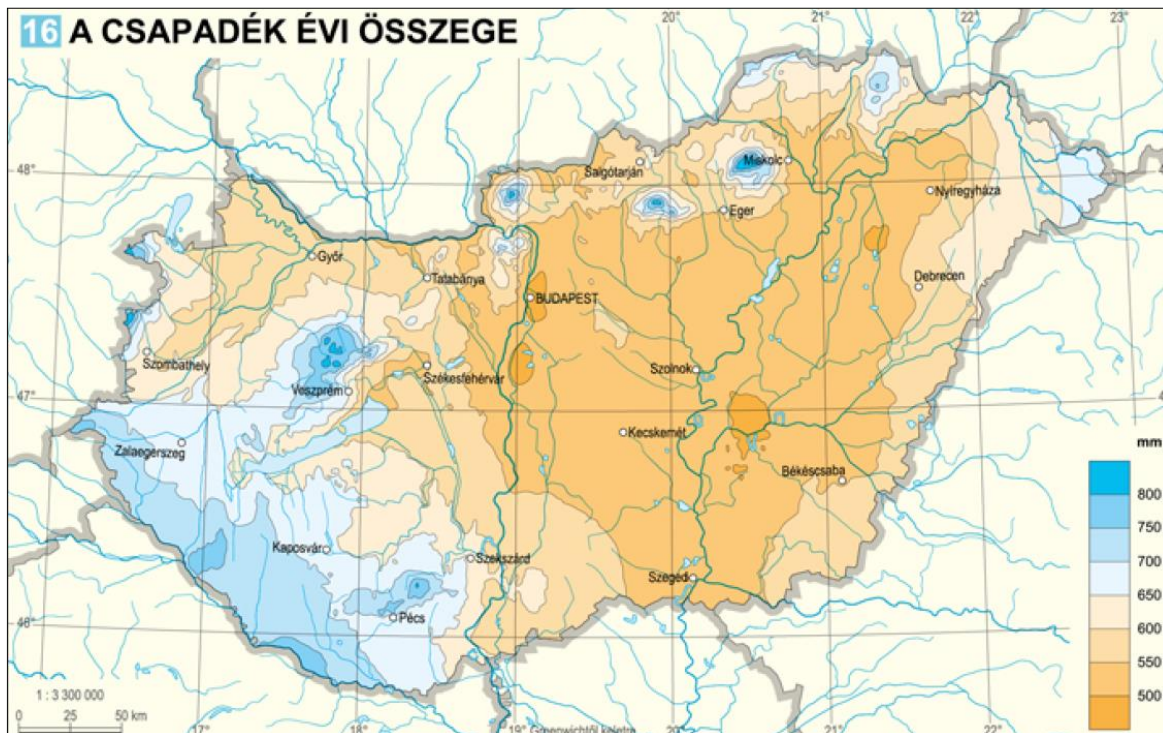 16 A CSAPADÉK ÉVI ÖSSZEGE
20° 21° 22° 23°
48°
Salgótarján
Miskolc
Eger
Nyíregyháza
Győr
Tatabánya
BUDAPEST
Debrecen
Szombathely
Veszprém
Székesfehérvár
Szolnok
47°
Kecskemét
Zalaegerszeg
Békéscsaba
mm
800
750
700
650
600
550
500
Kaposvár
Szekszárd
Szeged
Pécs
46°
1 : 3 300 000
0 25 50 km
17° 18° 19° Greenwichtől keletre 20° 21° 22°